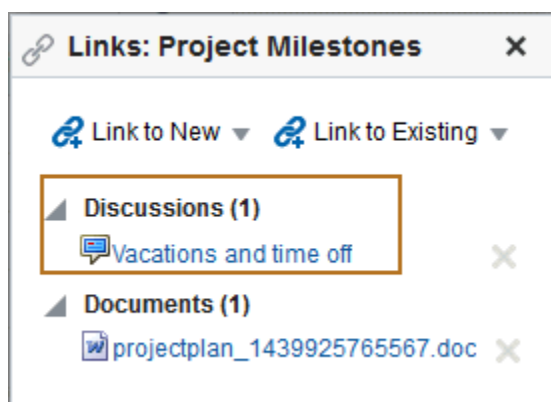 Links: Project Milestones
Link to New Link to Existing
Discussions (1)
Vacations and time off
Documents (1)
projectplan_1439925765567.doc